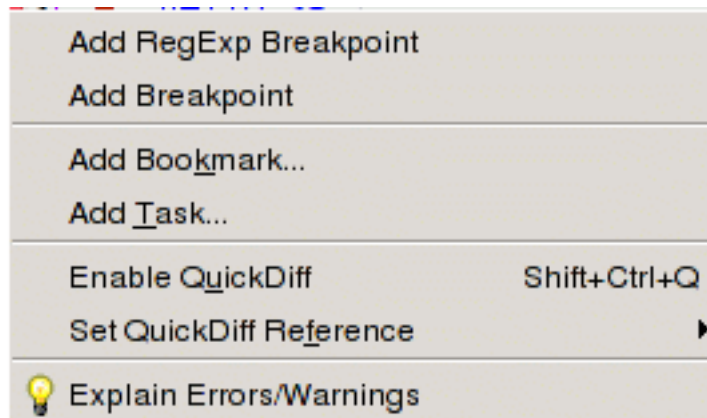 Add RegExp Breakpoint
Add Breakpoint
Add Bookmark...
Add Task...
Enable QuickDiff Shift+Ctrl+Q
Set QuickDiff Reference
Explain Errors/Warnings